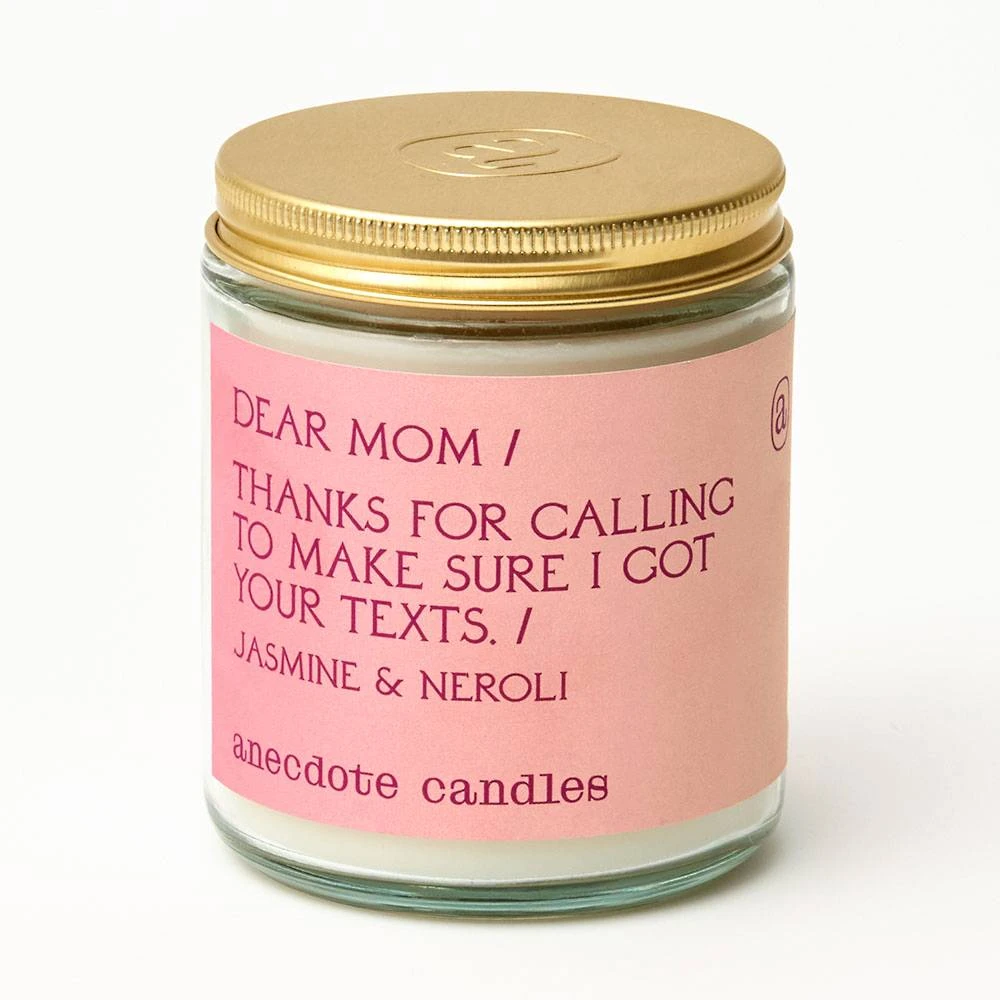 DEAR MOM /
THANKS FOR CALLING
TO MAKE SURE I GOT
YOUR TEXTS. /
JASMINE & NEROLI
anecdote candles
a